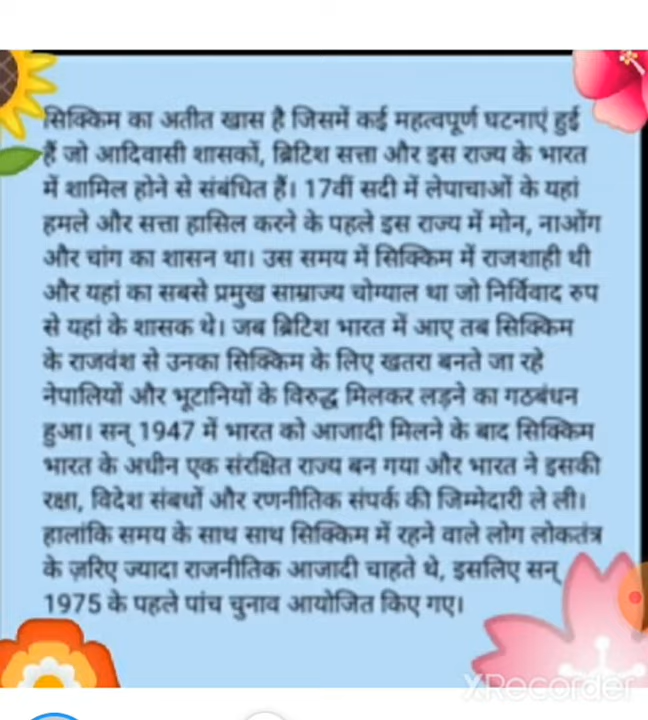 सिक्किम का अतीत खास है जिसमें कई महत्वपूर्ण घटनाएं हुई
हैं जो आदिवासी शासकों, ब्रिटिश सत्ता और इस राज्य के भारत
में शामिल होने से संबंधित हैं। 17वीं सदी में लेपाचाओं के यहां
हमले और सत्ता हासिल करने के पहले इस राज्य में मोन, नाओंग
और चांग का शासन था। उस समय में सिक्किम में राजशाही थी
और यहां का सबसे प्रमुख साम्राज्य चोग्याल था जो निर्विवाद रुप
से यहां के शासक थे। जब ब्रिटिश भारत में आए तब सिक्किम
के राजवंश से उनका सिक्किम के लिए खतरा बनते जा रहे
नेपालियों और भूटानियों के विरुद्ध मिलकर लड़ने का गठबंधन
हुआ। सन् 1947 में भारत को आजादी मिलने के बाद सिक्किम
भारत के अधीन एक संरक्षित राज्य बन गया और भारत ने इसकी
रक्षा, विदेश संबधों और रणनीतिक संपर्क की जिम्मेदारी ले ली।
हालांकि समय के साथ साथ सिक्किम में रहने वाले लोग लोकतंत्र
के ज़रिए ज्यादा राजनीतिक आजादी चाहते थे, इसलिए सन्
1975 के पहले पांच चुनाव आयोजित किए गए।
XRecorder